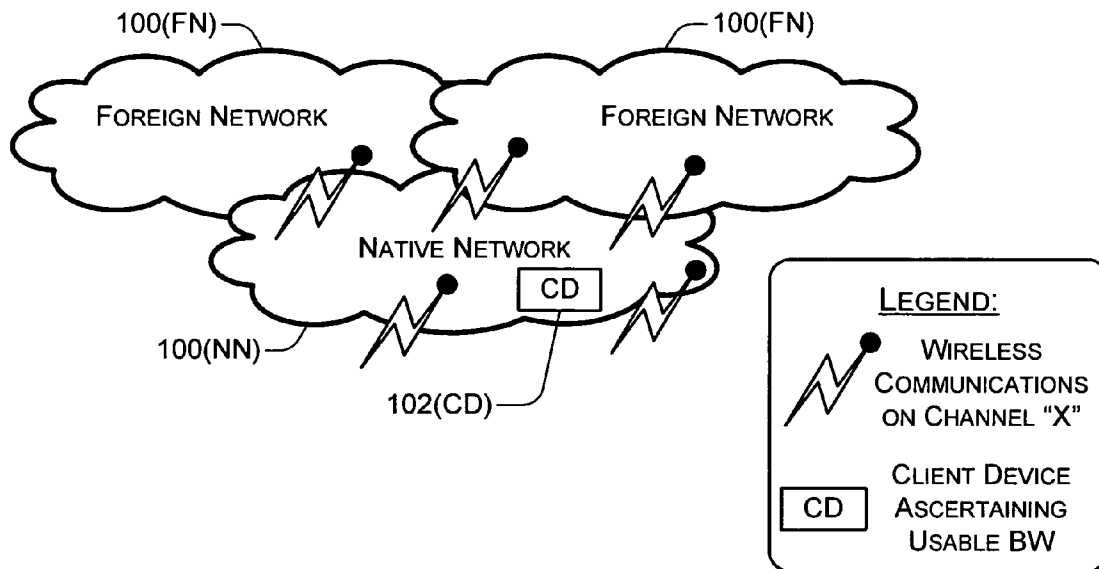 100(FN)
100(FN)
FOREIGN NETWORK
FOREIGN NETWORK
NATIVE NETWORK
CD
100(NN)
102(CD)
LEGEND:
WIRELESS
COMMUNICATIONS
ON CHANNEL "X"
CD
CLIENT DEVICE
ASCERTAINING
USABLE BW